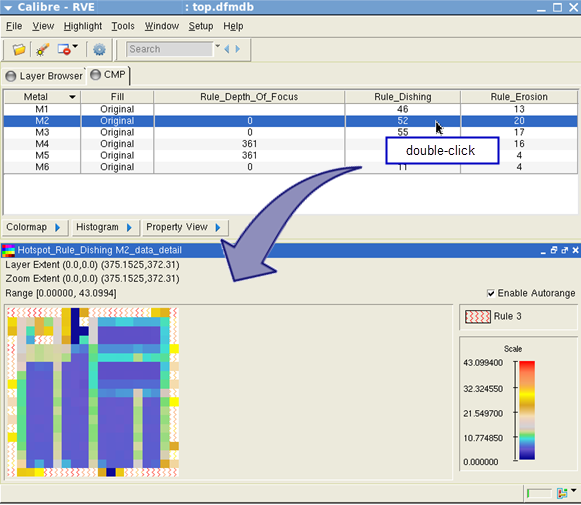 Calibre - RVE : top.dfmdb
File View Highlight Tools Window Setup Help
Search
Layer Browser CMP
Metal Fill Rule_Depth_Of_Focus Rule_Dishing Rule_Erosion
M1 Original 46 13
M2 Original 0 52 20
M3 Original 0 55 17
M4 Original 361 16
M5 Original 361 4
M6 Original 0 11 4
double-click
Colormap Histogram Property View
Hotspot_Rule_Dishing M2_data_detail
Layer Extent (0.0,0.0) (375.1525,372.31)
Zoom Extent (0.0,0.0) (375.1525,372.31)
Range [0.00000, 43.0994]
Enable Autorange
Rule 3
Scale
43.099400
32.324550
21.549700
10.774850
0.000000